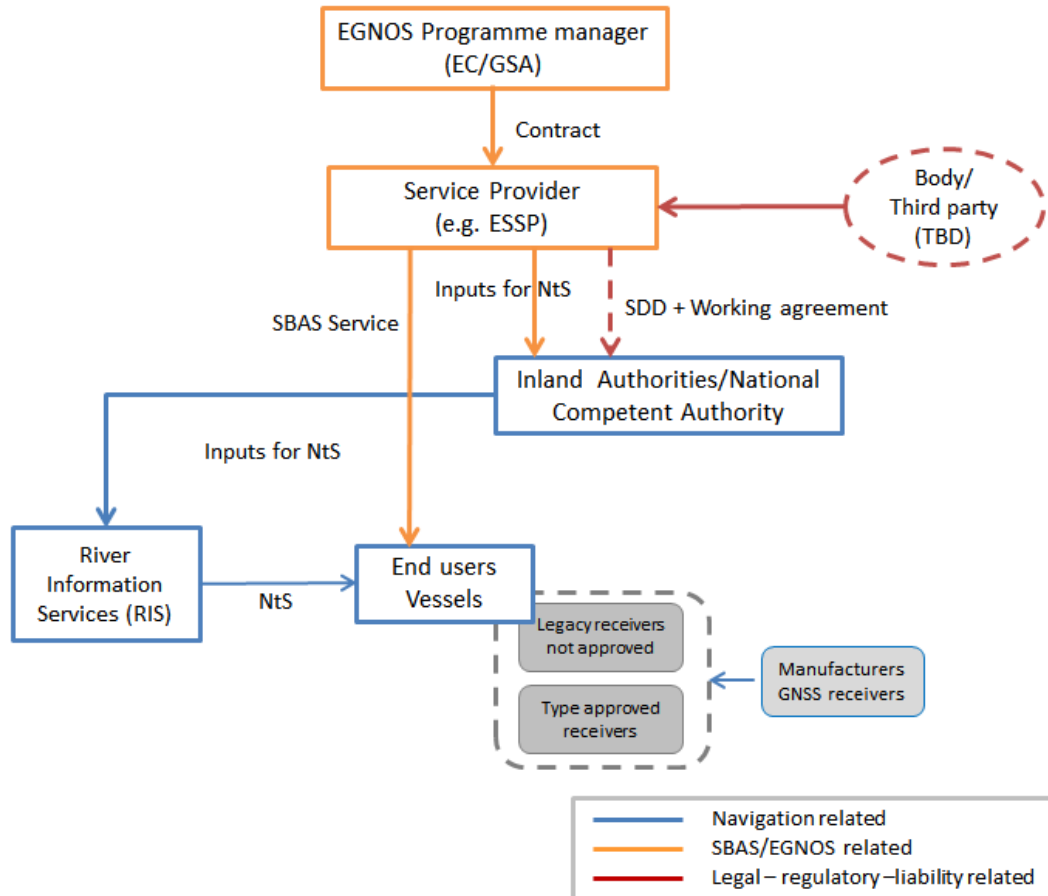 EGNOS Programme manager
(EC/GSA)
Contract
Service Provider
(e.g. ESSP)
Body/
Third party
(TBD)
Inputs for NtS
SBAS Service
SDD + Working agreement
Inland Authorities/National
Competent Authority
Inputs for NtS
River
Information
Services (RIS)
NtS
End users
Vessels
Legacy receivers
not approved
Type approved
receivers
Manufacturers
GNSS receivers
Navigation related
SBAS/EGNOS related
Legal – regulatory –liability related